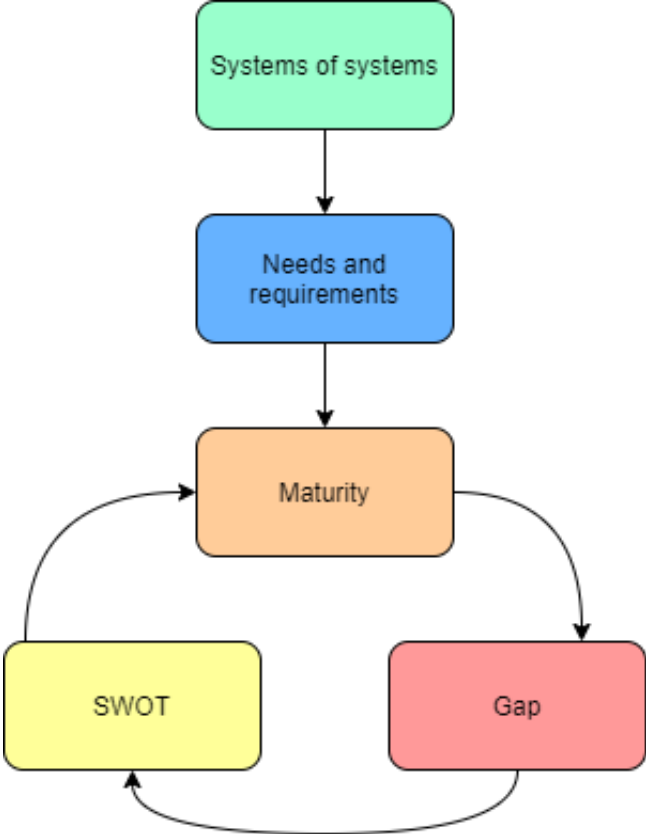 Systems of systems
Needs and
requirements
Maturity
SWOT
Gap